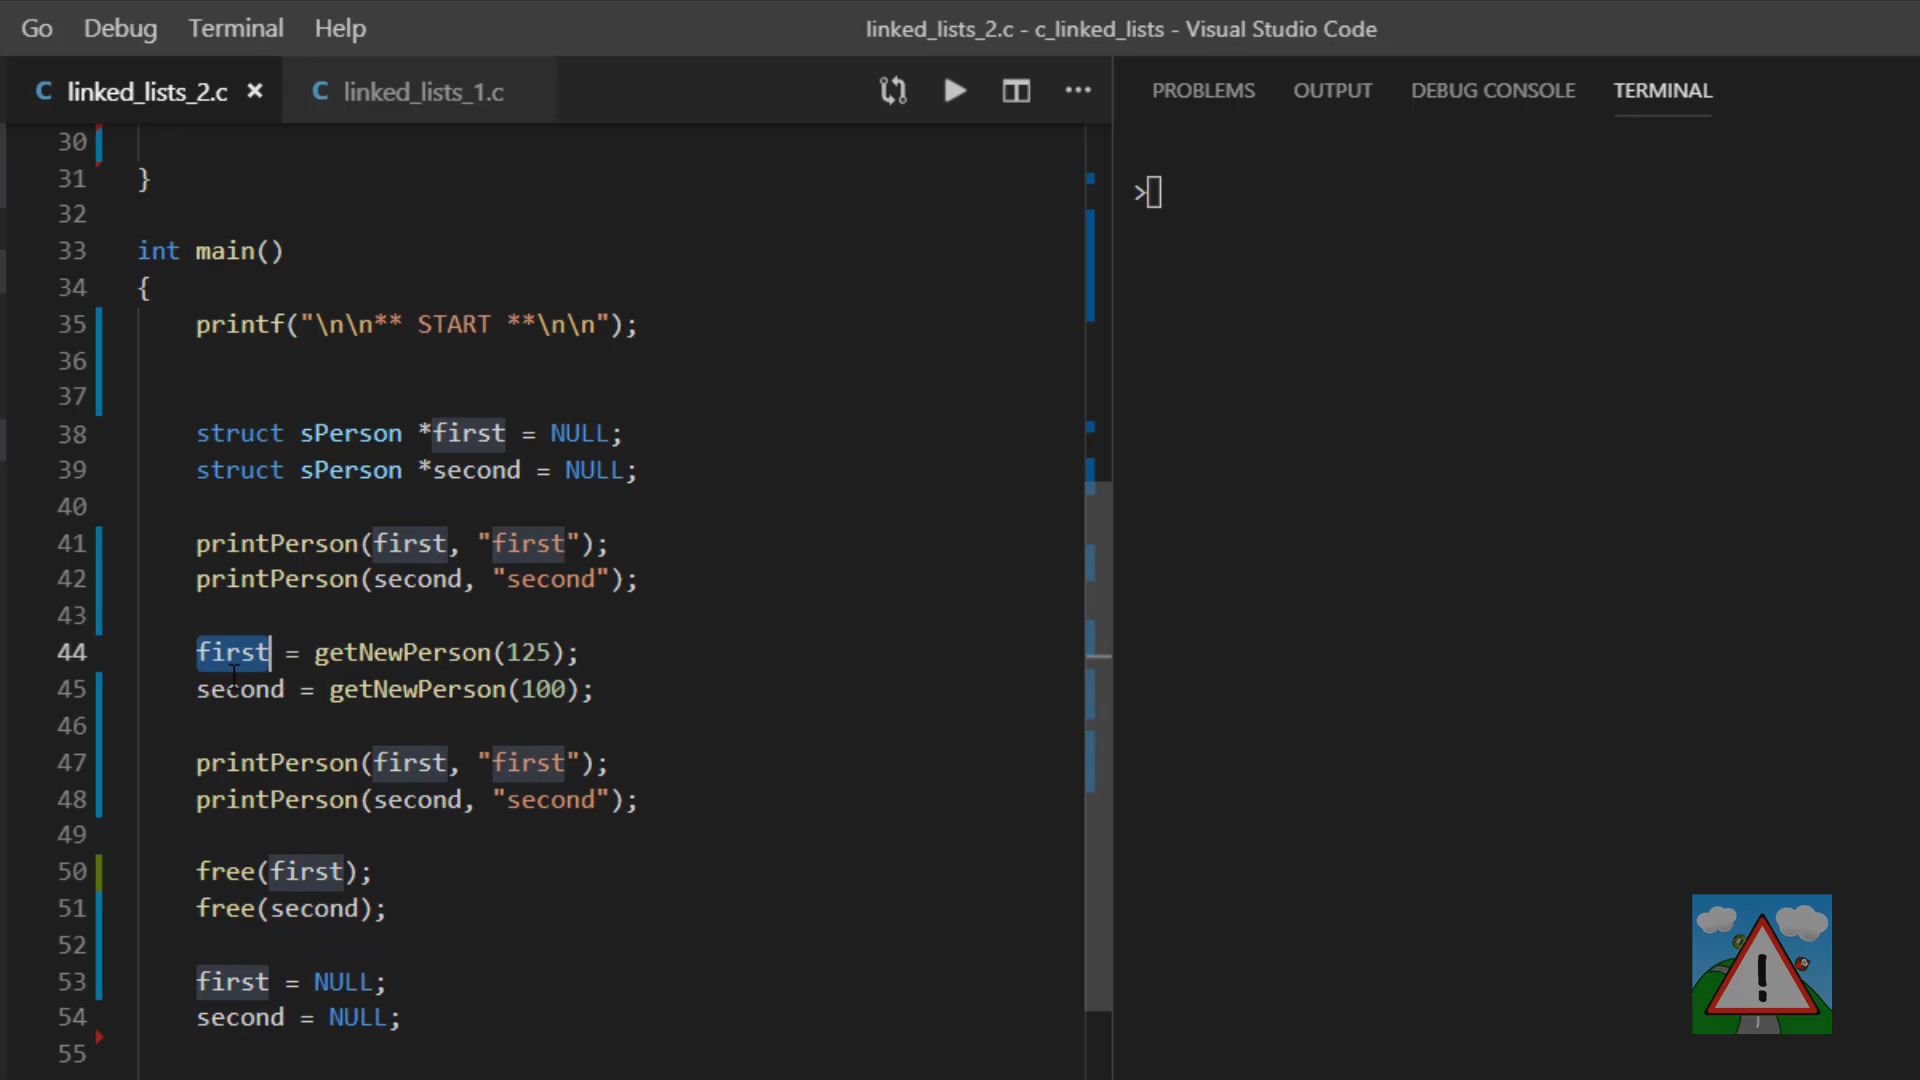 Go Debug Terminal Help linked_lists_2.c - c_linked_lists - Visual Studio Code
C linked_lists_2.c × C linked_lists_1.c PROBLEMS OUTPUT DEBUG CONSOLE TERMINAL
30
31 }
32
33 int main()
34 {
35 printf("\n\n** START **\n\n");
36
37
38 struct sPerson *first = NULL;
39 struct sPerson *second = NULL;
40
41 printPerson(first, "first");
42 printPerson(second, "second");
43
44 first = getNewPerson(125);
45 second = getNewPerson(100);
46
47 printPerson(first, "first");
48 printPerson(second, "second");
49
50 free(first);
51 free(second);
52
53 first = NULL;
54 second = NULL;
55
>
!